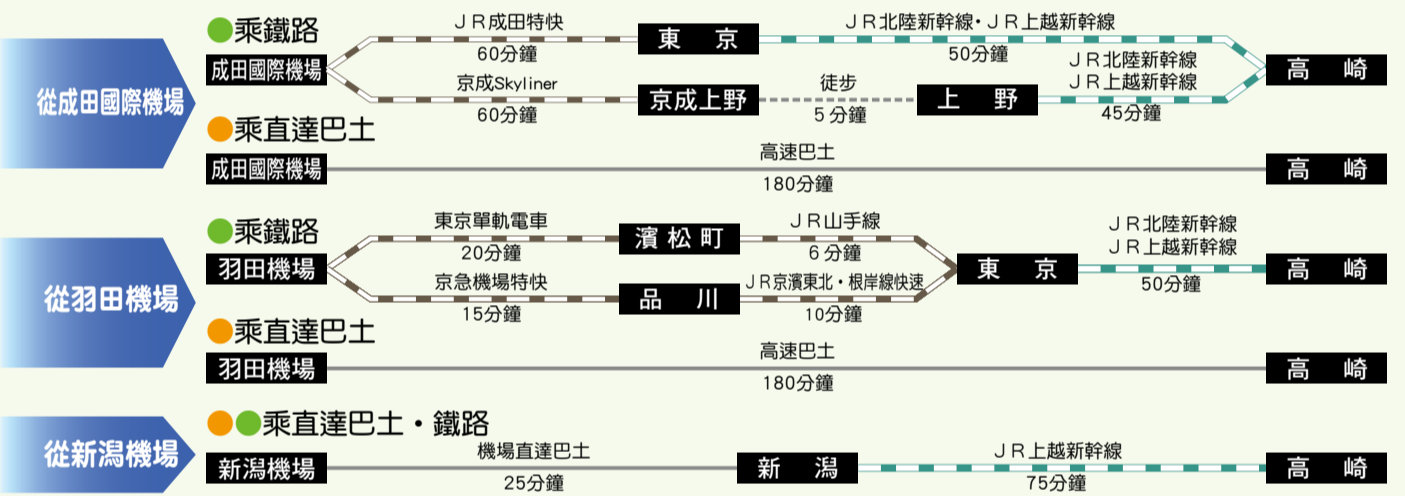 從成田國際機場
乘鐵路
成田國際機場
ＪＲ成田特快
60分鐘
東京
ＪＲ北陸新幹線・ＪＲ上越新幹線
50分鐘
京成Skyliner
60分鐘
京成上野
徒步
5分鐘
上野
ＪＲ北陸新幹線
ＪＲ上越新幹線
45分鐘
高崎
乘直達巴士
成田國際機場
高速巴士
180分鐘
高崎
從羽田機場
乘鐵路
羽田機場
東京單軌電車
20分鐘
濱松町
ＪＲ山手線
6分鐘
京急機場特快
15分鐘
品川
ＪＲ京濱東北・根岸線快速
10分鐘
東京
ＪＲ北陸新幹線
ＪＲ上越新幹線
50分鐘
高崎
乘直達巴士
羽田機場
高速巴士
180分鐘
高崎
從新潟機場
乘直達巴士・鐵路
新潟機場
機場直達巴士
25分鐘
新潟
ＪＲ上越新幹線
75分鐘
高崎